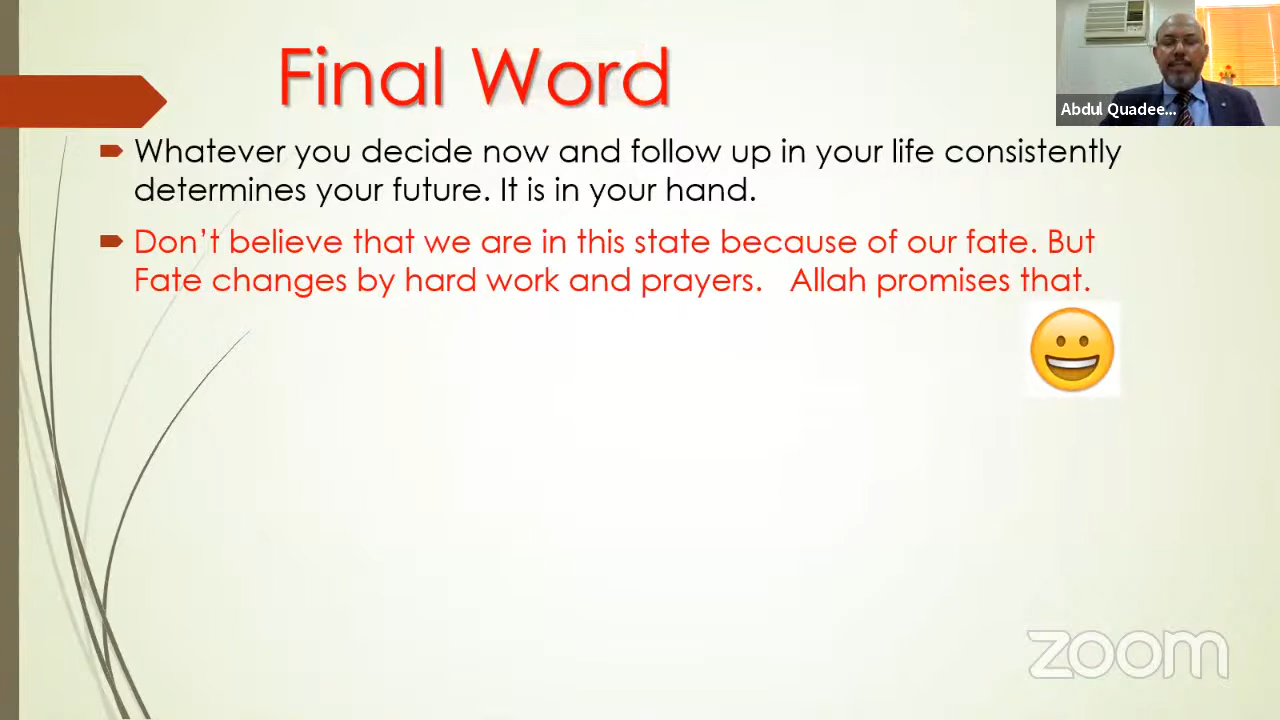 Final Word
Abdul Quadee...
Whatever you decide now and follow up in your life consistently
determines your future. It is in your hand.
Don't believe that we are in this state because of our fate. But
Fate changes by hard work and prayers.   Allah promises that.
zoom